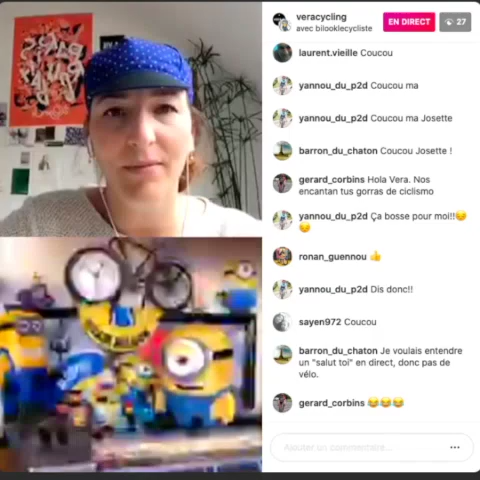 veracycling
avec bilooklecycliste
EN DIRECT
27
laurent.vieille Coucou
yannou_du_p2d Coucou ma
yannou_du_p2d Coucou ma Josette
barron_du_chaton Coucou Josette !
gerard_corbins Hola Vera. Nos
encantan tus gorras de ciclismo
yannou_du_p2d Ça bosse pour moi!!😏
😏
ronan_guennou 👍
yannou_du_p2d Dis donc!!
sayen972 Coucou
barron_du_chaton Je voulais entendre
un "salut toi" en direct, donc pas de
vélo.
gerard_corbins 😂😂😂
Ajouter un commentaire...